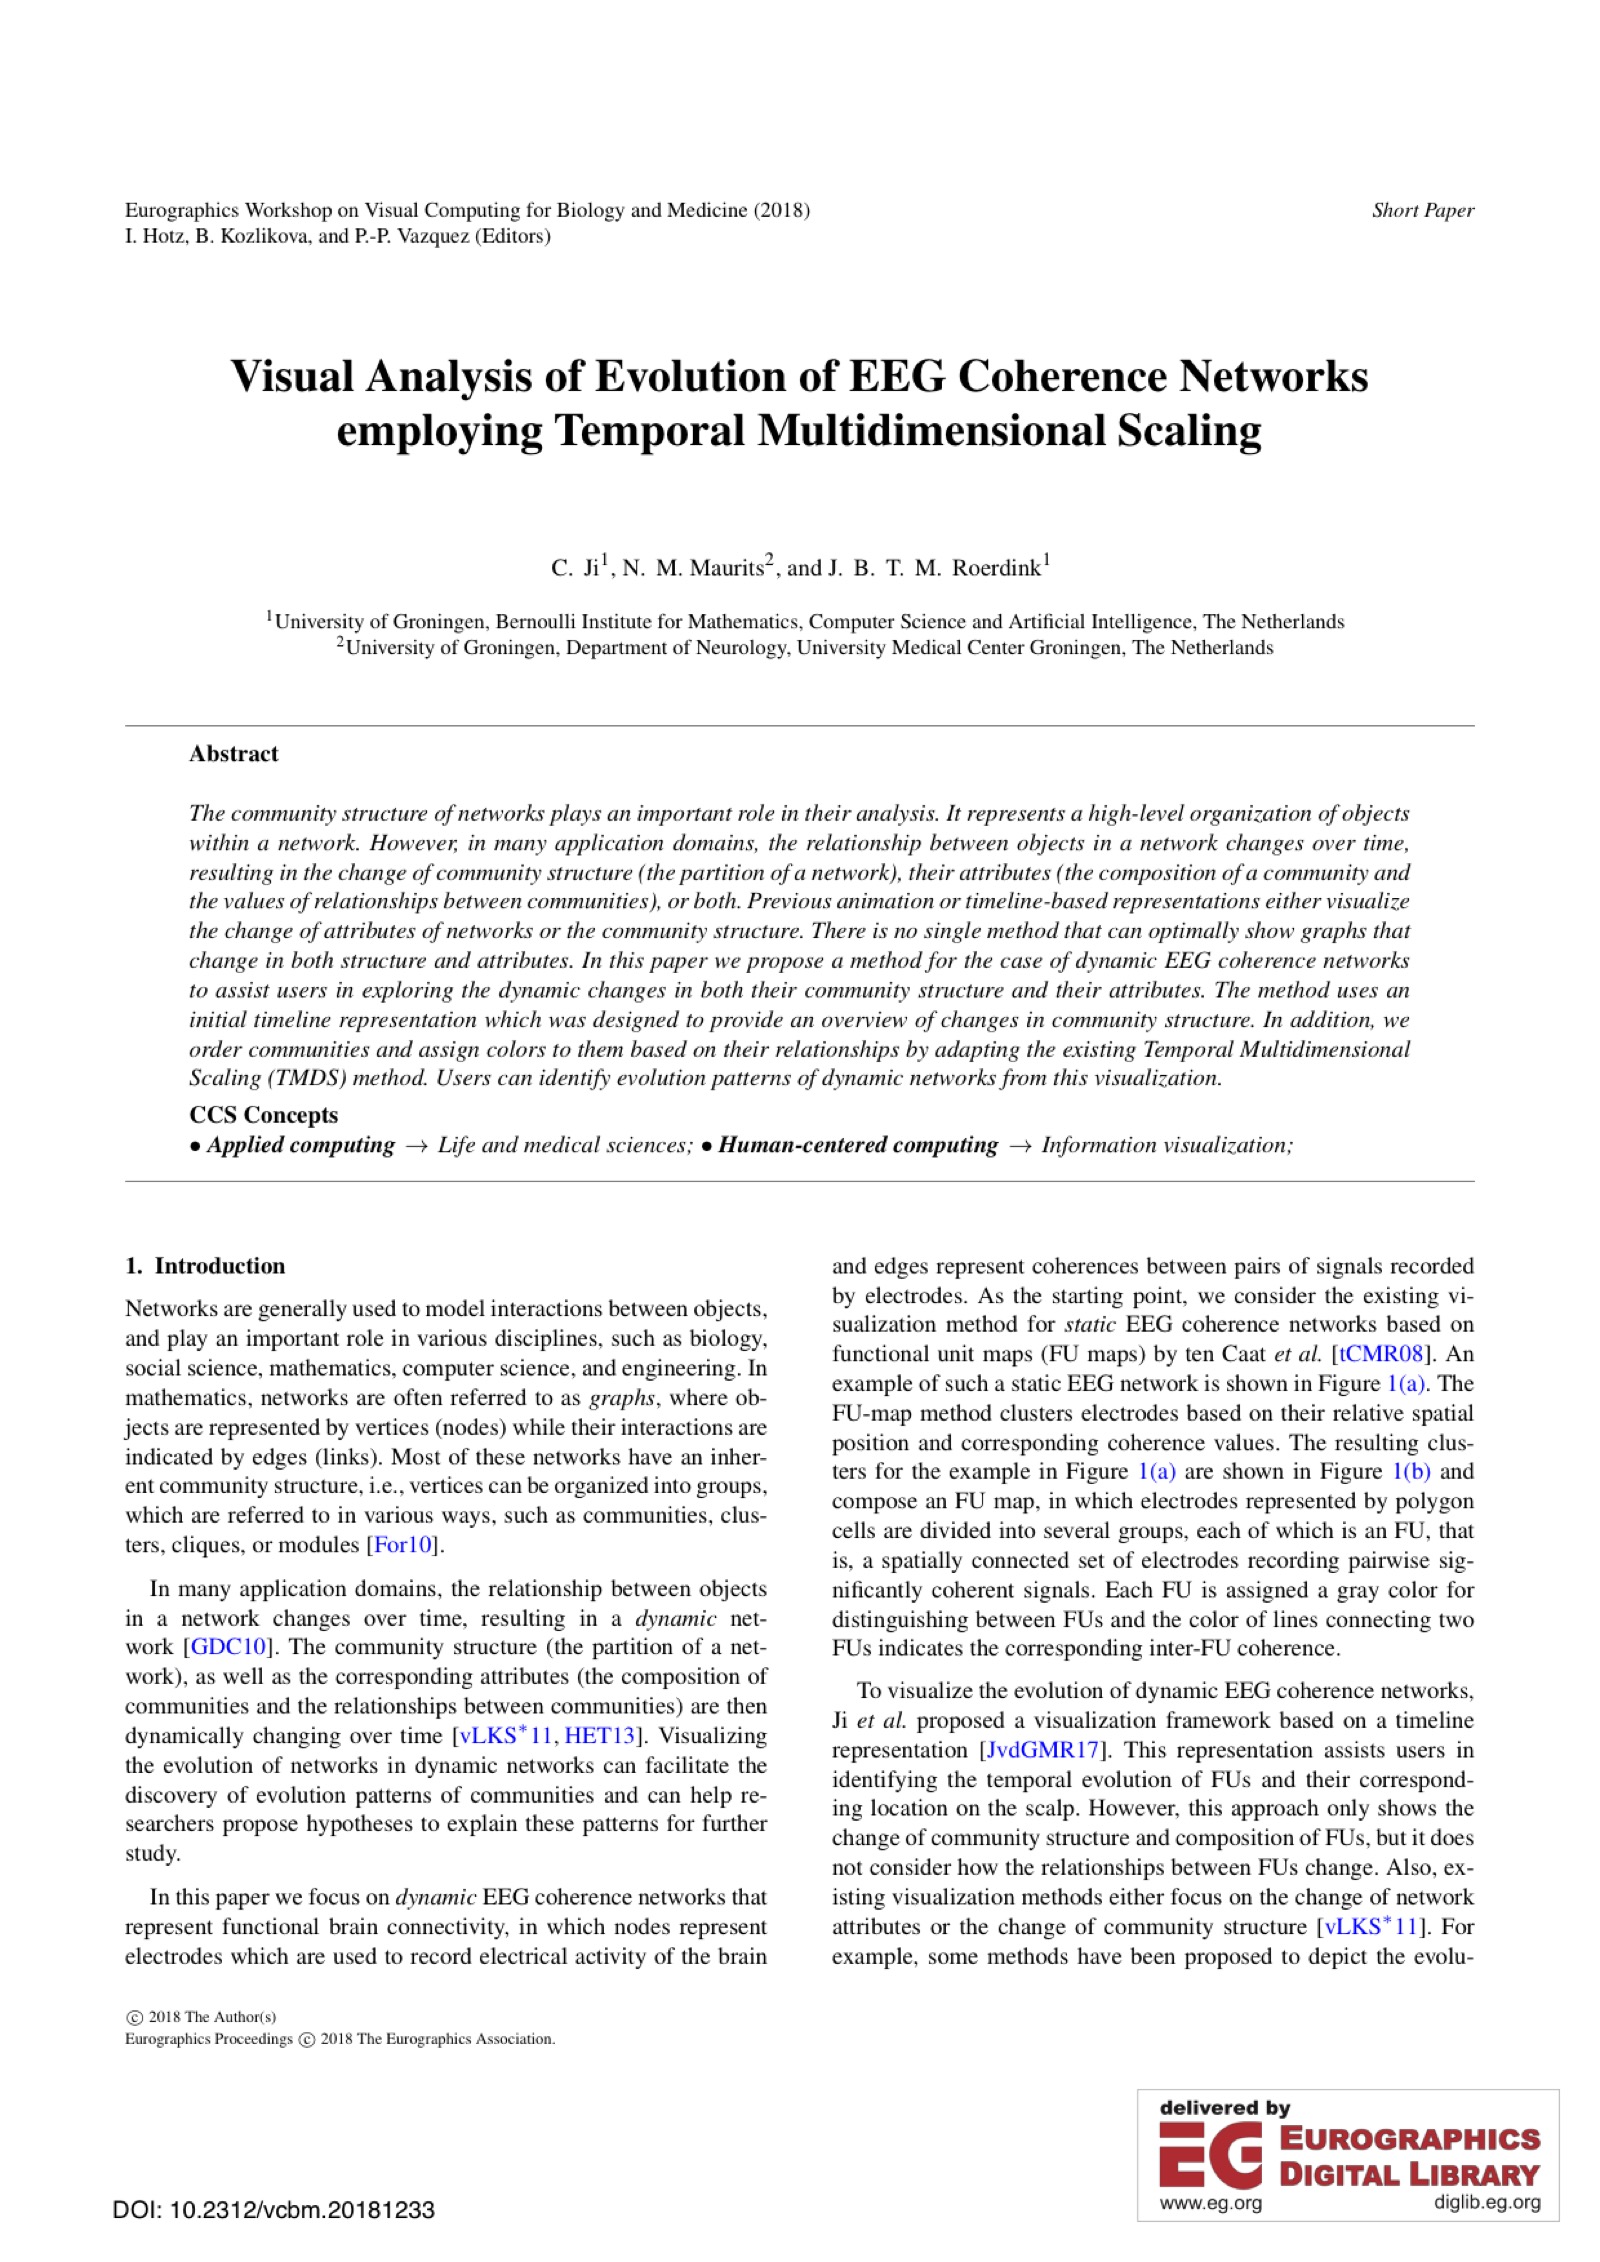 Eurographics Workshop on Visual Computing for Biology and Medicine (2018)
I. Hotz, B. Kozlikova, and P.-P. Vazquez (Editors)
Short Paper
Visual Analysis of Evolution of EEG Coherence Networks
employing Temporal Multidimensional Scaling
C. Ji1, N. M. Maurits2, and J. B. T. M. Roerdink1
1University of Groningen, Bernoulli Institute for Mathematics, Computer Science and Artificial Intelligence, The Netherlands
2University of Groningen, Department of Neurology, University Medical Center Groningen, The Netherlands
Abstract
The community structure of networks plays an important role in their analysis. It represents a high-level organization of objects
within a network. However, in many application domains, the relationship between objects in a network changes over time,
resulting in the change of community structure (the partition of a network), their attributes (the composition of a community and
the values of relationships between communities), or both. Previous animation or timeline-based representations either visualize
the change of attributes of networks or the community structure. There is no single method that can optimally show graphs that
change in both structure and attributes. In this paper we propose a method for the case of dynamic EEG coherence networks
to assist users in exploring the dynamic changes in both their community structure and their attributes. The method uses an
initial timeline representation which was designed to provide an overview of changes in community structure. In addition, we
order communities and assign colors to them based on their relationships by adapting the existing Temporal Multidimensional
Scaling (TMDS) method. Users can identify evolution patterns of dynamic networks from this visualization.
CCS Concepts
• Applied computing → Life and medical sciences; • Human-centered computing → Information visualization;
1. Introduction
Networks are generally used to model interactions between objects,
and play an important role in various disciplines, such as biology,
social science, mathematics, computer science, and engineering. In
mathematics, networks are often referred to as graphs, where ob-
jects are represented by vertices (nodes) while their interactions are
indicated by edges (links). Most of these networks have an inher-
ent community structure, i.e., vertices can be organized into groups,
which are referred to in various ways, such as communities, clus-
ters, cliques, or modules [For10].
In many application domains, the relationship between objects
in a network changes over time, resulting in a dynamic net-
work [GDC10]. The community structure (the partition of a net-
work), as well as the corresponding attributes (the composition of
communities and the relationships between communities) are then
dynamically changing over time [vLKS*11, HET13]. Visualizing
the evolution of networks in dynamic networks can facilitate the
discovery of evolution patterns of communities and can help re-
searchers propose hypotheses to explain these patterns for further
study.
In this paper we focus on dynamic EEG coherence networks that
represent functional brain connectivity, in which nodes represent
electrodes which are used to record electrical activity of the brain
and edges represent coherences between pairs of signals recorded
by electrodes. As the starting point, we consider the existing vi-
sualization method for static EEG coherence networks based on
functional unit maps (FU maps) by ten Caat et al. [tCMR08]. An
example of such a static EEG network is shown in Figure 1(a). The
FU-map method clusters electrodes based on their relative spatial
position and corresponding coherence values. The resulting clus-
ters for the example in Figure 1(a) are shown in Figure 1(b) and
compose an FU map, in which electrodes represented by polygon
cells are divided into several groups, each of which is an FU, that
is, a spatially connected set of electrodes recording pairwise sig-
nificantly coherent signals. Each FU is assigned a gray color for
distinguishing between FUs and the color of lines connecting two
FUs indicates the corresponding inter-FU coherence.
To visualize the evolution of dynamic EEG coherence networks,
Ji et al. proposed a visualization framework based on a timeline
representation [JvdGMR17]. This representation assists users in
identifying the temporal evolution of FUs and their correspond-
ing location on the scalp. However, this approach only shows the
change of community structure and composition of FUs, but it does
not consider how the relationships between FUs change. Also, ex-
isting visualization methods either focus on the change of network
attributes or the change of community structure [vLKS*11]. For
example, some methods have been proposed to depict the evolu-
© 2018 The Author(s)
Eurographics Proceedings © 2018 The Eurographics Association.
DOI: 10.2312/vcbm.20181233
delivered by
EG EUROGRAPHICS
DIGITAL LIBRARY
www.eg.org diglib.eg.org